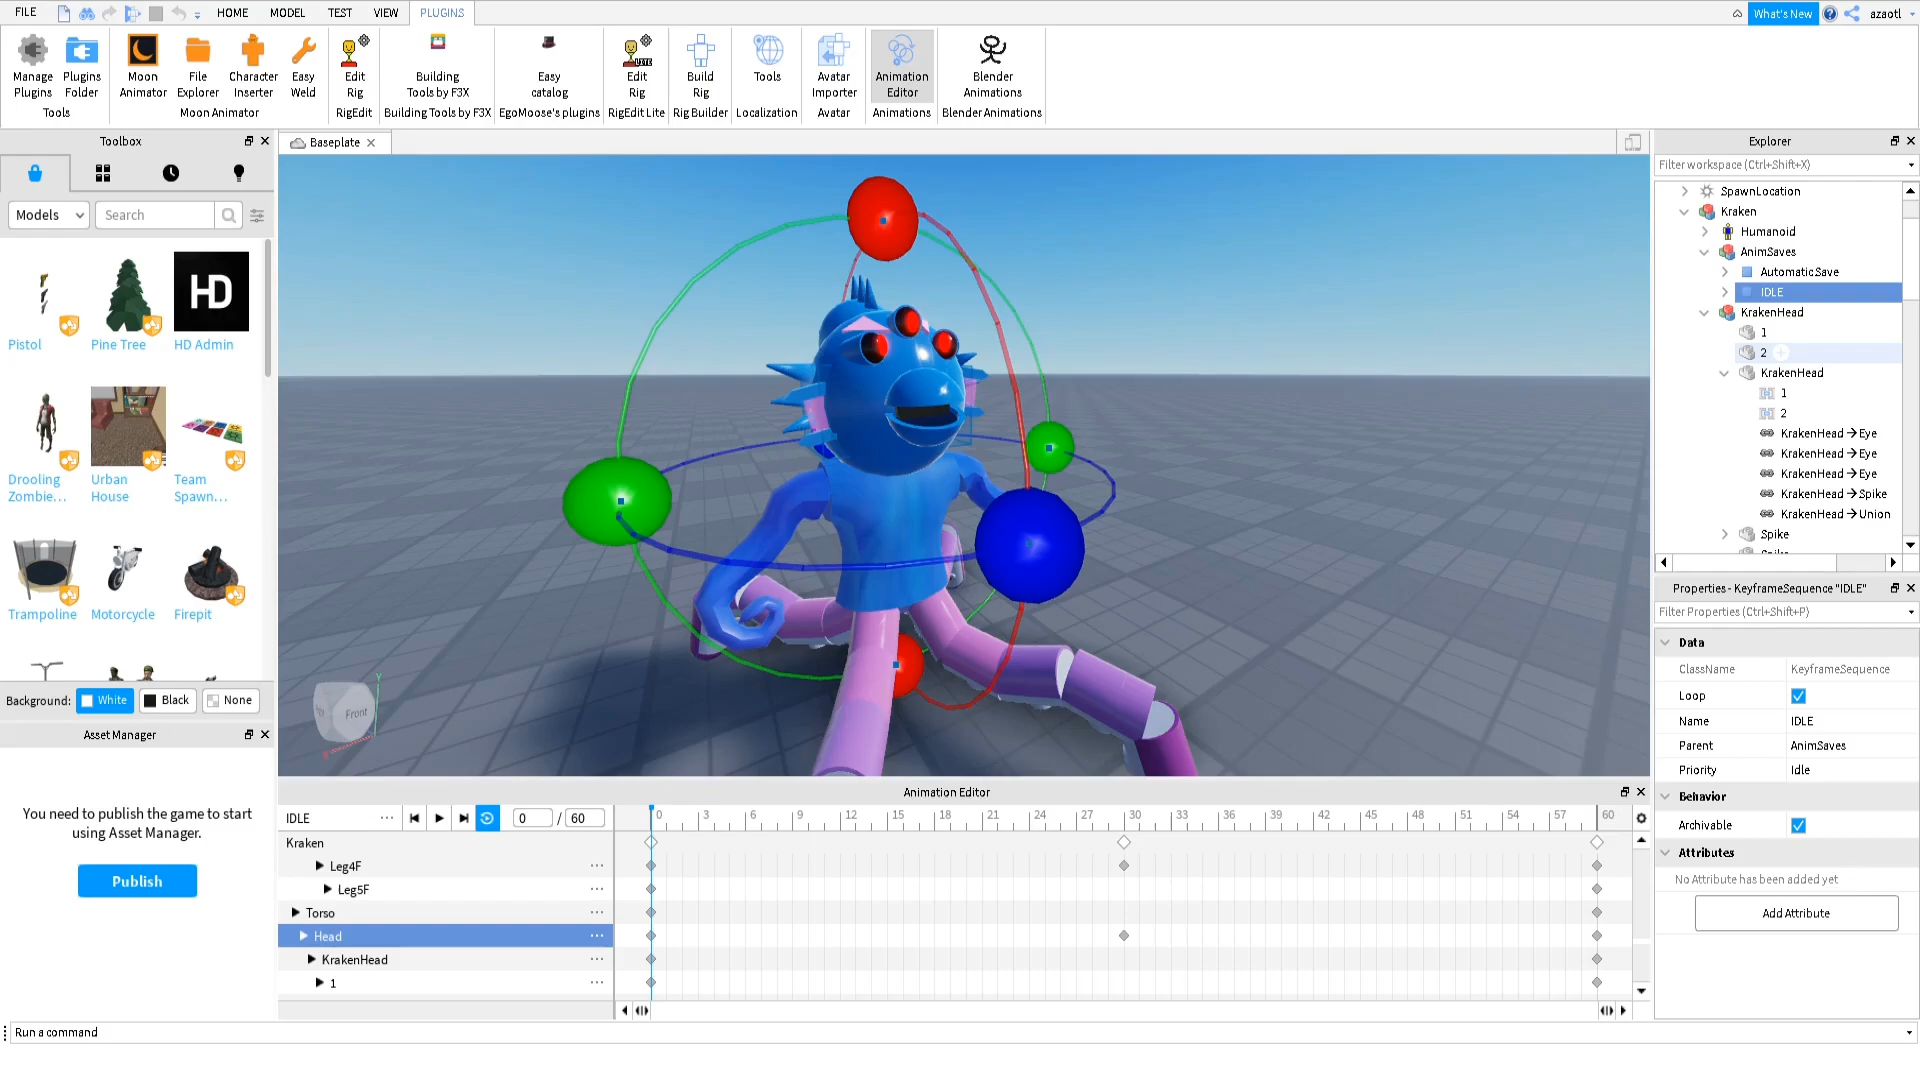 FILE
HOME
MODEL
TEST
VIEW
PLUGINS
What's New
azaotl
Manage
Plugins
Plugins
Folder
Moon
Animator
File
Explorer
Character
Inserter
Easy
Weld
Edit
Rig
Building
Tools by F3X
Easy
catalog
LITE
Edit
Rig
Build
Rig
Tools
Avatar
Importer
Animation
Editor
Blender
Animations
Tools
Moon Animator
RigEdit
Building Tools by F3X
EgoMoose's plugins
RigEdit Lite
Rig Builder
Localization
Avatar
Animations
Blender Animations
Toolbox
Models
Search
HD
Pistol
Pine Tree
HD Admin
Drooling
Zombie...
Urban
House
Team
Spawn...
Trampoline
Motorcycle
Firepit
Background:
White
Black
None
Asset Manager
You need to publish the game to start
using Asset Manager.
Publish
Baseplate
Front
Y
Animation Editor
IDLE
0
/ 60
0 3 6 9 12 15 18 21 24 27 30 33 36 39 42 45 48 51 54 57 60
Kraken
Leg4F
Leg5F
Torso
Head
KrakenHead
1
Explorer
Filter workspace (Ctrl+Shift+X)
SpawnLocation
Kraken
Humanoid
AnimSaves
AutomaticSave
IDLE
KrakenHead
1
2
KrakenHead
1
2
KrakenHead→Eye
KrakenHead→Eye
KrakenHead→Eye
KrakenHead→Spike
KrakenHead→Union
Spike
Properties - KeyframeSequence "IDLE"
Filter Properties (Ctrl+Shift+P)
Data
ClassName KeyframeSequence
Loop
Name IDLE
Parent AnimSaves
Priority Idle
Behavior
Archivable
Attributes
No Attribute has been added yet
Add Attribute
Run a command